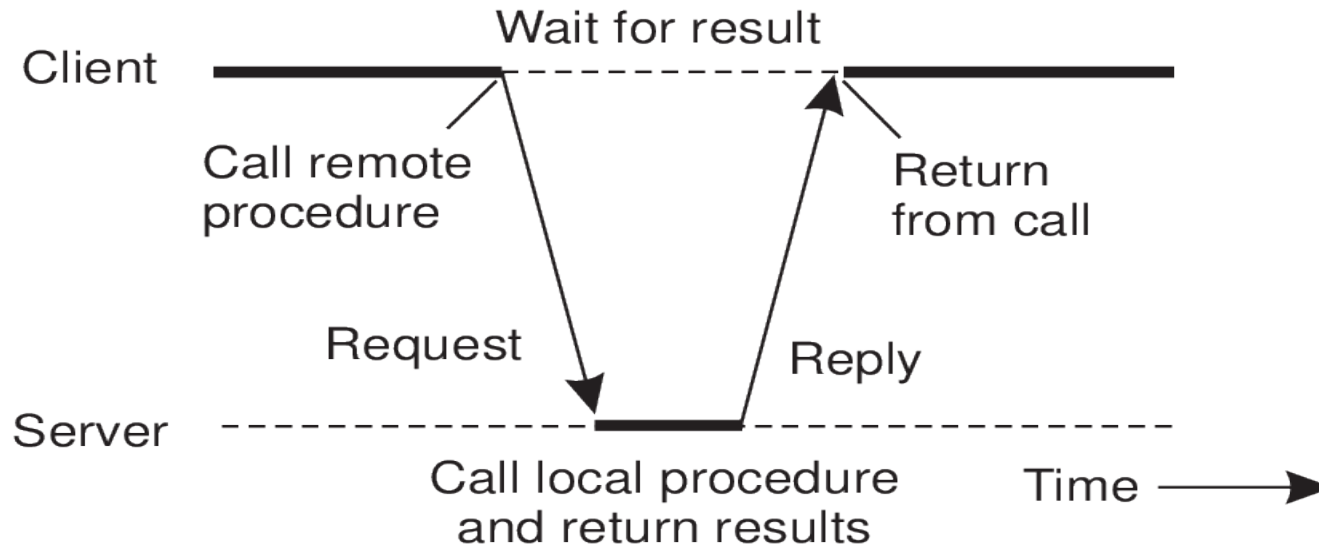 Wait for result
Client
Call remote
procedure
Return
from call
Request
Reply
Server
Call local procedure
and return results
Time